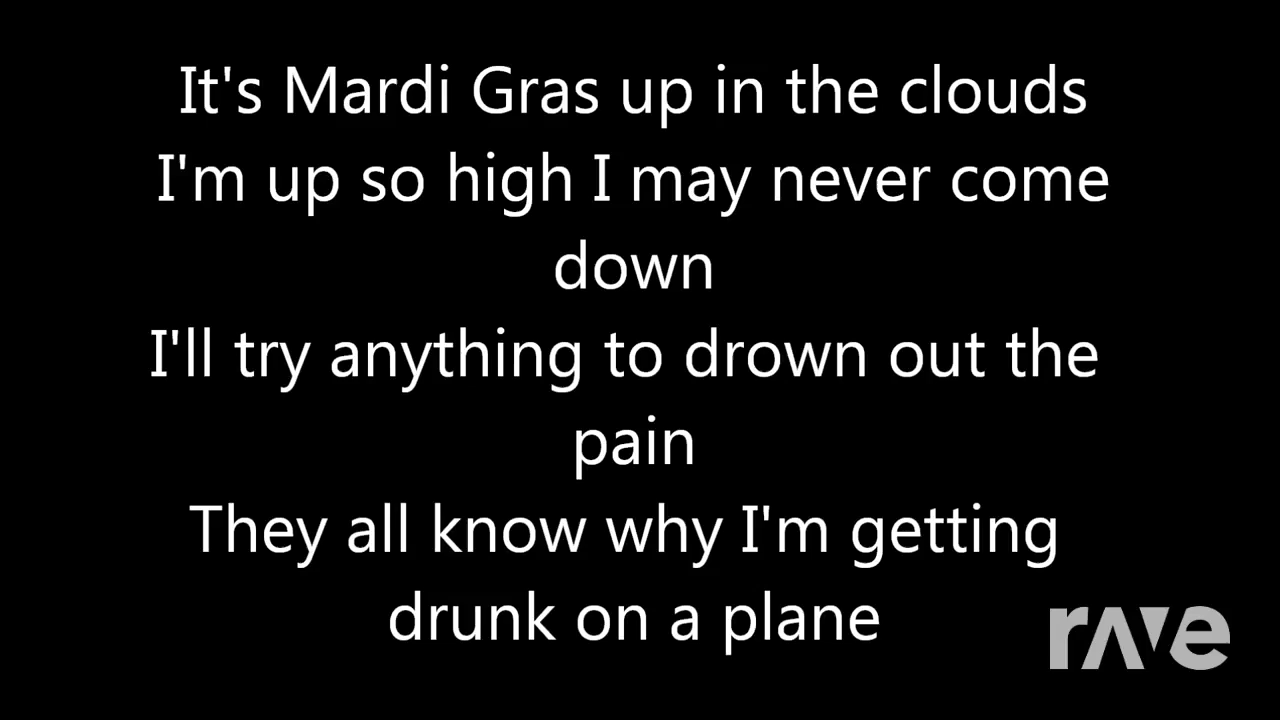 It's Mardi Gras up in the clouds
I'm up so high I may never come
down
I'll try anything to drown out the
pain
They all know why I'm getting
drunk on a plane
rave